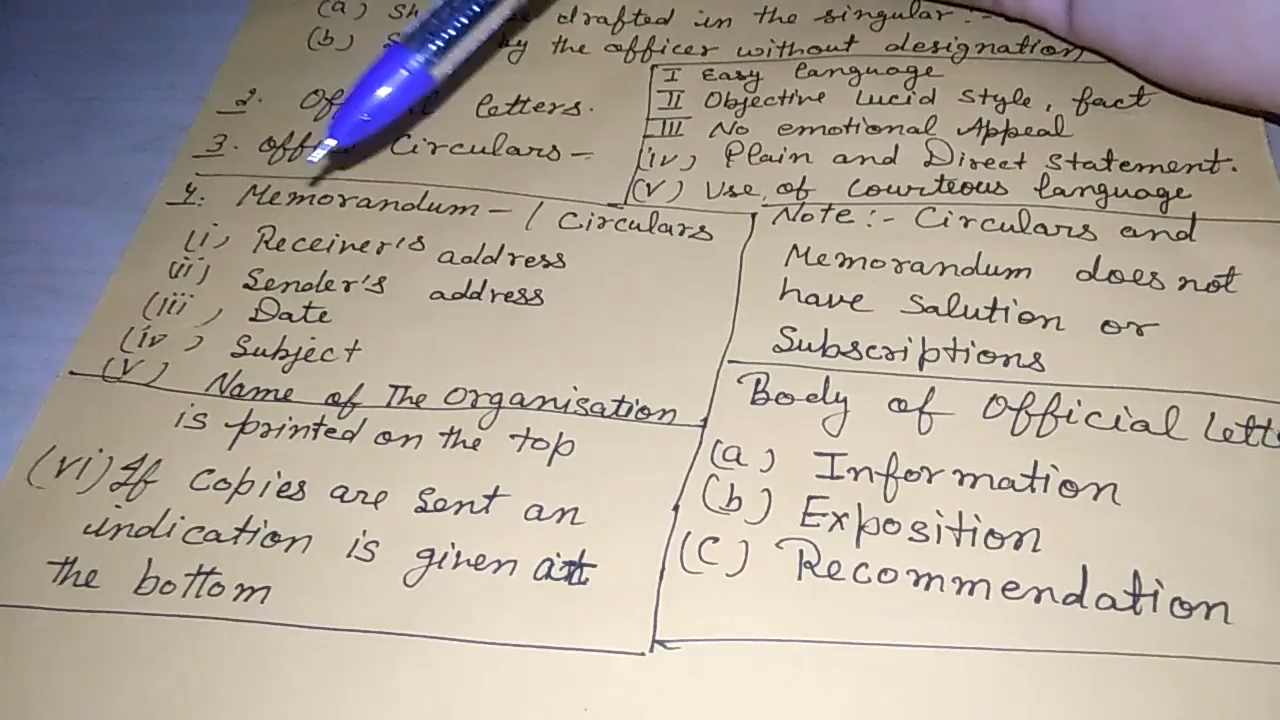 (a) Sh drafted in the singular :-
(b) by the officer without designation
2. letters.
3. Circulars -
I Easy language
II Objective Lucid Style, fact
III No emotional Appeal
(iv) Plain and Direct Statement.
(v) Use of Courteous language
4. Memorandum - / Circulars
(i) Receiner's address
(ii) Sender's address
(iii) Date
(iv) Subject
(v) Name of The Organisation
is printed on the top
(vi) If Copies are sent an
indication is given at
the bottom
Note :- Circulars and
Memorandum does not
have Salution or
Subscriptions
Body of Official Lett
(a) Information
(b) Exposition
(c) Recommendation